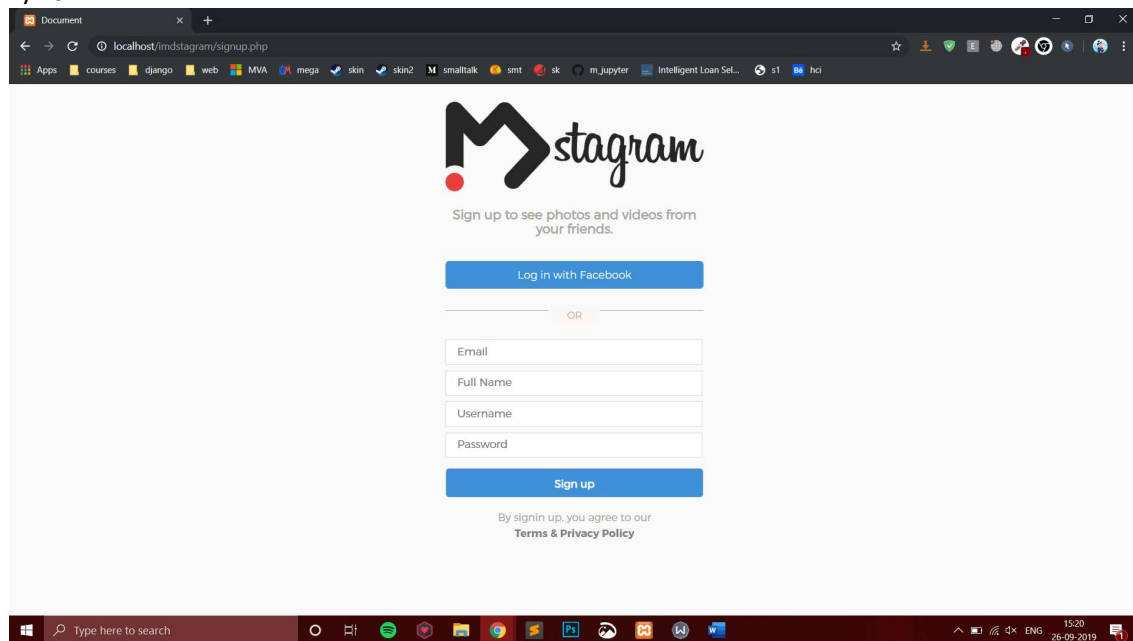 Document
localhost/imdstagram/signup.php
Apps courses django web MVA mega skin skin2 M smalltalk smt sk m_jupyter Intelligent Loan Sel... s1 Bē hci
stagram
Sign up to see photos and videos from
your friends.
Log in with Facebook
OR
Email
Full Name
Username
Password
Sign up
By signin up, you agree to our
Terms & Privacy Policy
Type here to search
ENG
15:20
26-09-2019